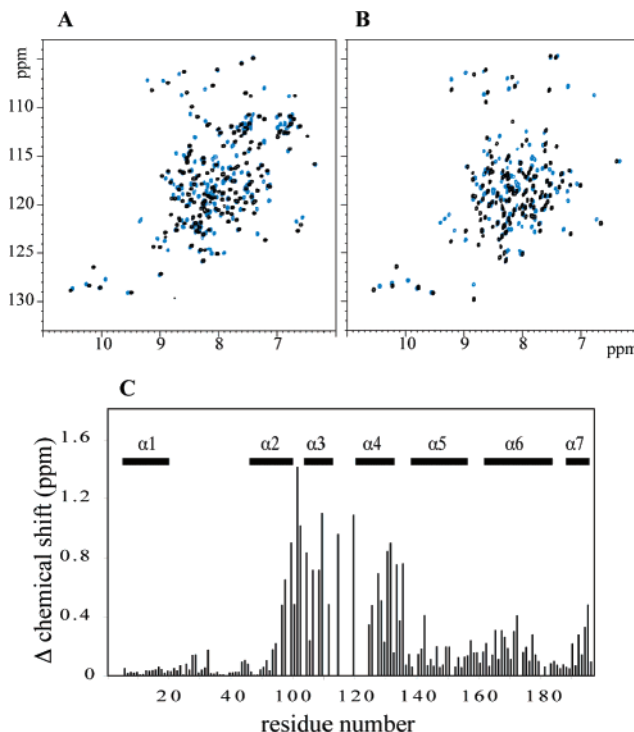 A
B
ppm
110
115
120
125
130
10 9 8 7
10 9 8 7
ppm
C
Δ chemical shift (ppm)
1.6
1.2
0.8
0.4
0
α1 α2 α3 α4 α5 α6 α7
20 40 100 120 140 160 180
residue number